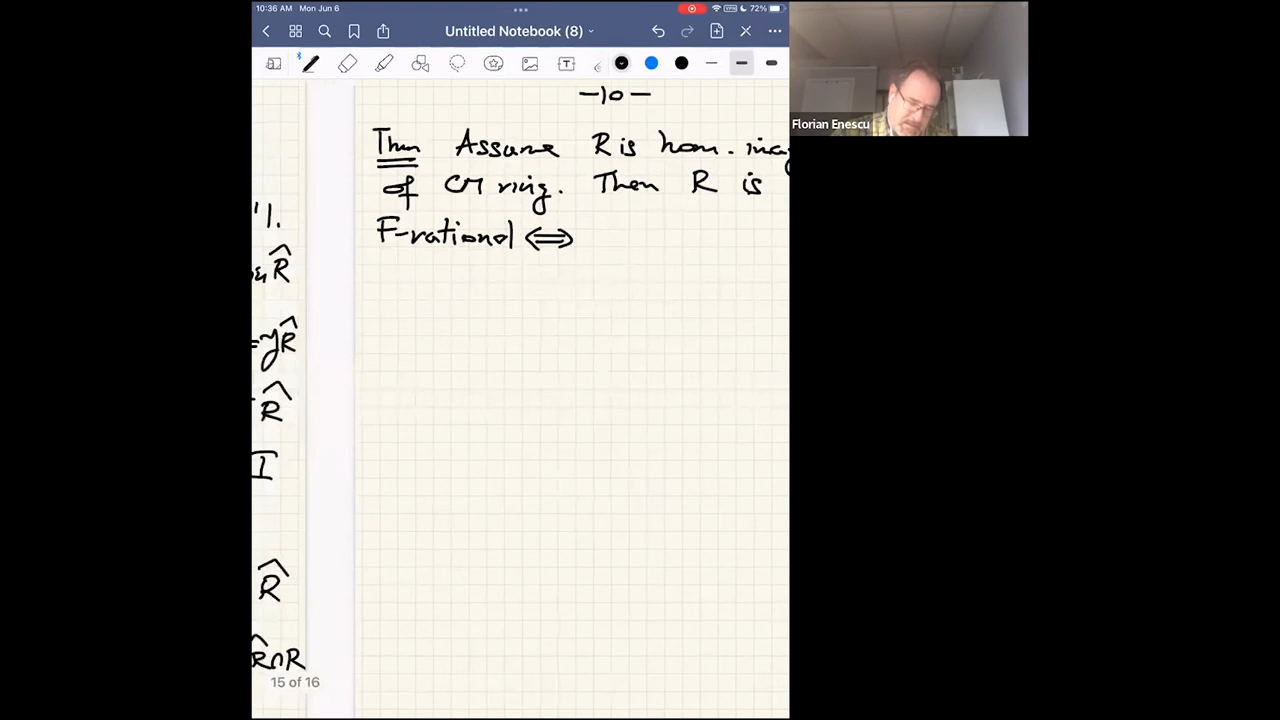 10:36 AM Mon Jun 6
72%
Untitled Notebook (8)
Florian Enescu
-10-
Thm Assume R is hom. imag
of CM ring. Then R is
F-rational ⟺
R̂
R̂
R̂
I
R̂
R̂∩R
15 of 16